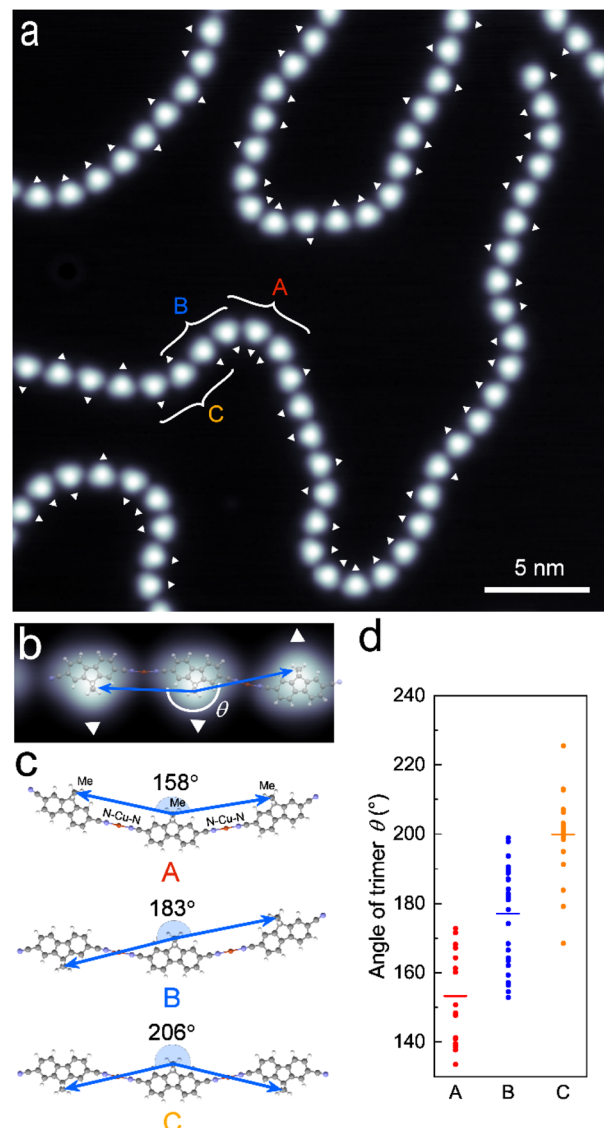 a
A
B
C
5 nm
b
θ
c
Me
158°
Me
Me
N-Cu-N
N-Cu-N
A
183°
B
206°
C
d
Angle of trimer θ (°)
240
220
200
180
160
140
A B C